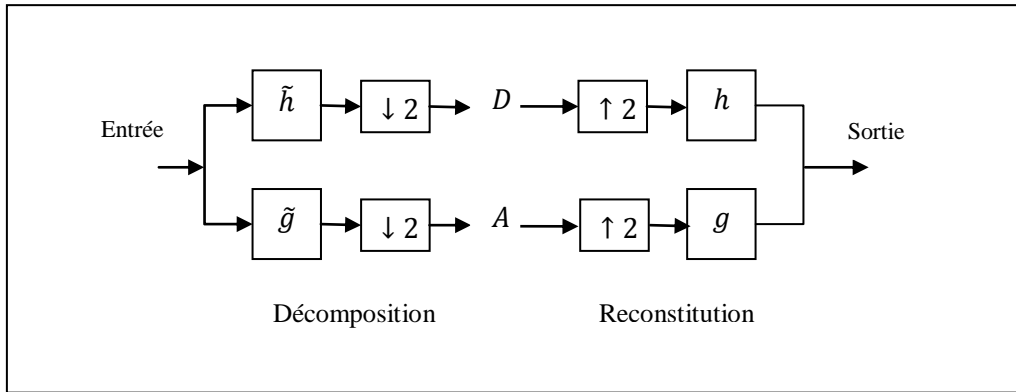 h̃ ↓ 2 D ↑ 2 h
Entrée Sortie
g̃ ↓ 2 A ↑ 2 g
Décomposition Reconstitution